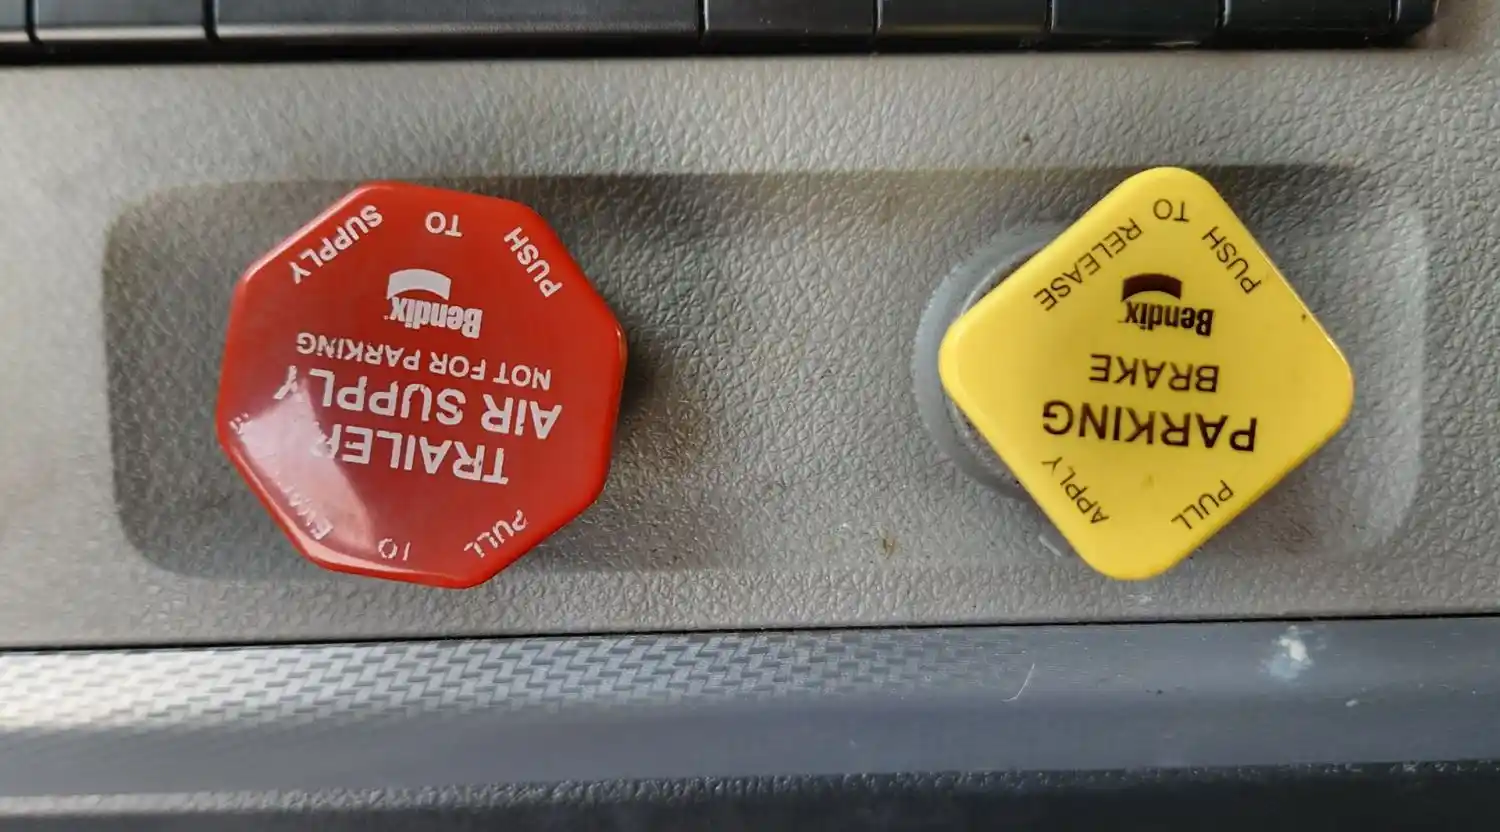 PULL APPLY
PARKING
BRAKE
Bendix
PUSH TO RELEASE
PULL TO
TRAILER
AIR SUPPLY
NOT FOR PARKING
Bendix
PUSH TO SUPPLY